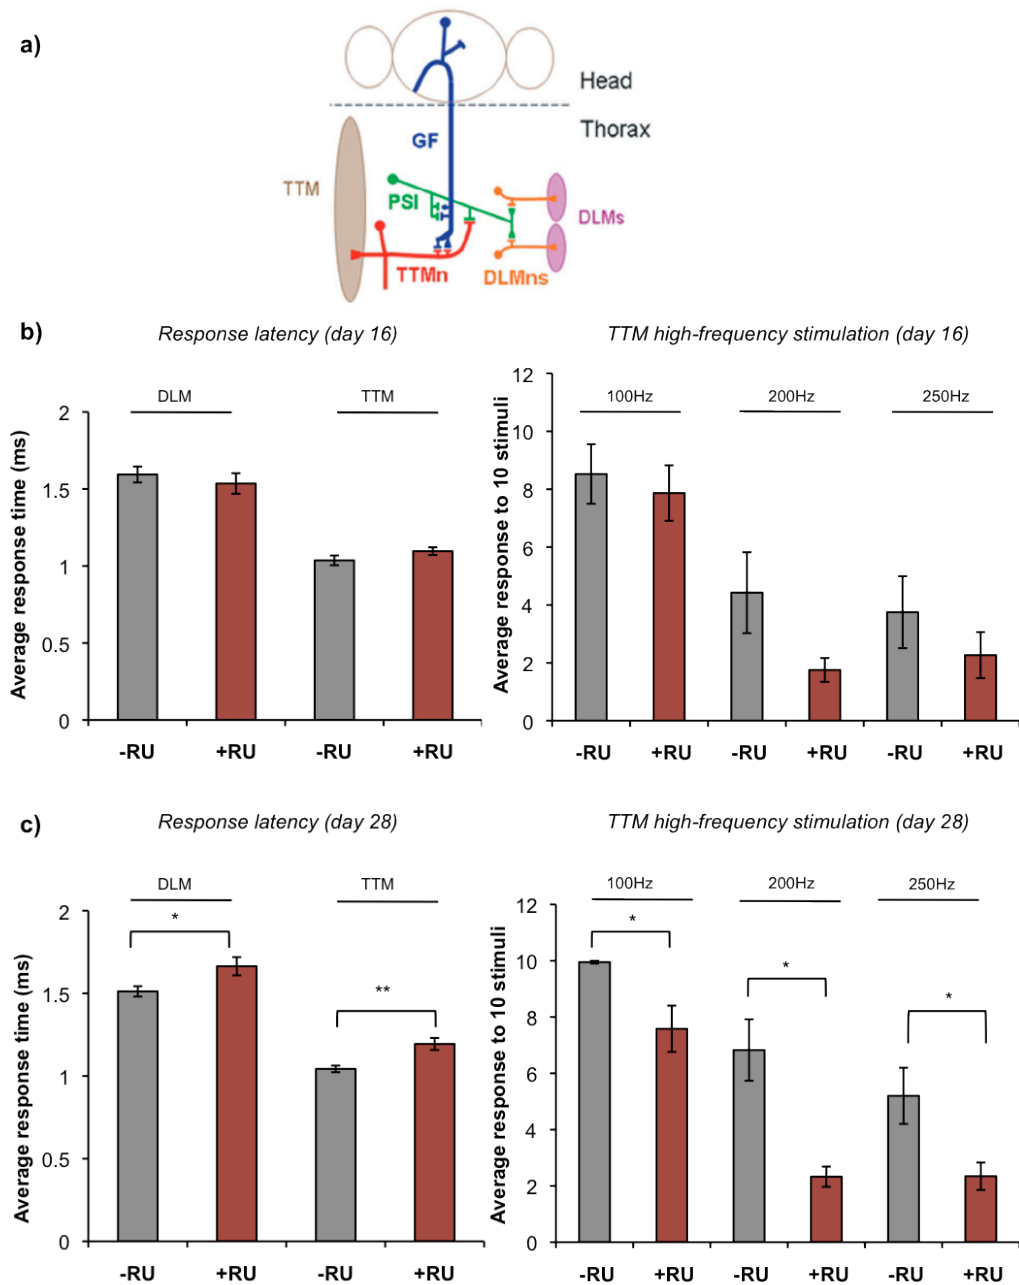 a)
Head
Thorax
GF
TTM
PSI
DLMs
TTMn
DLMns
b)
Response latency (day 16)
TTM high-frequency stimulation (day 16)
DLM
TTM
Average response time (ms)
2
1.5
1
0.5
0
-RU
+RU
-RU
+RU
100Hz
200Hz
250Hz
Average response to 10 stimuli
12
10
8
6
4
2
0
-RU
+RU
-RU
+RU
-RU
+RU
c)
Response latency (day 28)
TTM high-frequency stimulation (day 28)
DLM
TTM
*
**
Average response time (ms)
2
1.5
1
0.5
0
-RU
+RU
-RU
+RU
100Hz
200Hz
250Hz
*
*
*
Average response to 10 stimuli
12
10
8
6
4
2
0
-RU
+RU
-RU
+RU
-RU
+RU